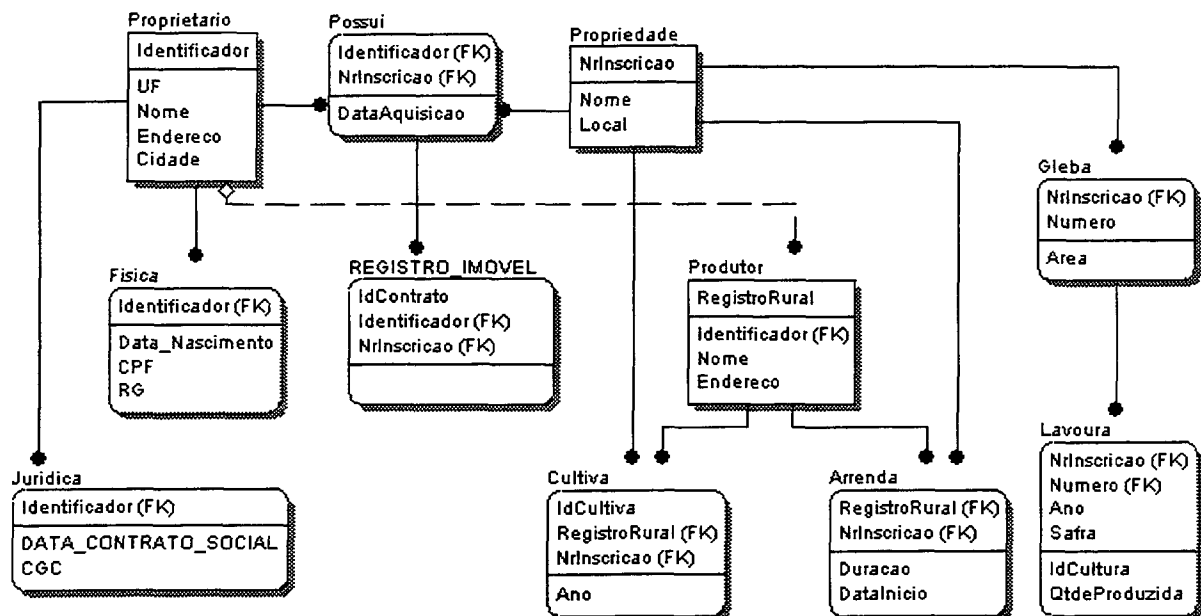 Proprietario
Identificador
UF
Nome
Endereco
Cidade
Possui
Identificador (FK)
NrInscricao (FK)
DataAquisicao
Propriedade
NrInscricao
Nome
Local
Gleba
NrInscricao (FK)
Numero
Area
Fisica
Identificador (FK)
Data_Nascimento
CPF
RG
REGISTRO_IMOVEL
IdContrato
Identificador (FK)
NrInscricao (FK)
Produtor
RegistroRural
Identificador (FK)
Nome
Endereco
Juridica
Identificador (FK)
DATA_CONTRATO_SOCIAL
CGC
Cultiva
IdCultiva
RegistroRural (FK)
NrInscricao (FK)
Ano
Arrenda
RegistroRural (FK)
NrInscricao (FK)
Duracao
DataInicio
Lavoura
NrInscricao (FK)
Numero (FK)
Ano
Safra
IdCultura
QtdeProduzida